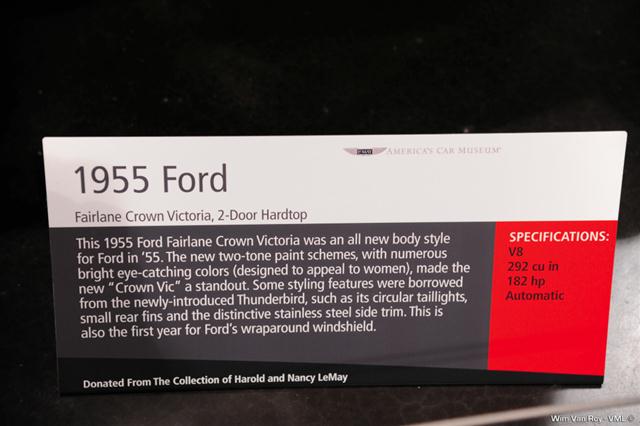 LEMAY AMERICA'S CAR MUSEUM
1955 Ford
Fairlane Crown Victoria, 2-Door Hardtop
This 1955 Ford Fairlane Crown Victoria was an all new body style
for Ford in '55. The new two-tone paint schemes, with numerous
bright eye-catching colors (designed to appeal to women), made the
new "Crown Vic" a standout. Some styling features were borrowed
from the newly-introduced Thunderbird, such as its circular taillights,
small rear fins and the distinctive stainless steel side trim. This is
also the first year for Ford's wraparound windshield.
SPECIFICATIONS:
V8
292 cu in
182 hp
Automatic
Donated From The Collection of Harold and Nancy LeMay
Wim Van Roy - VML ©